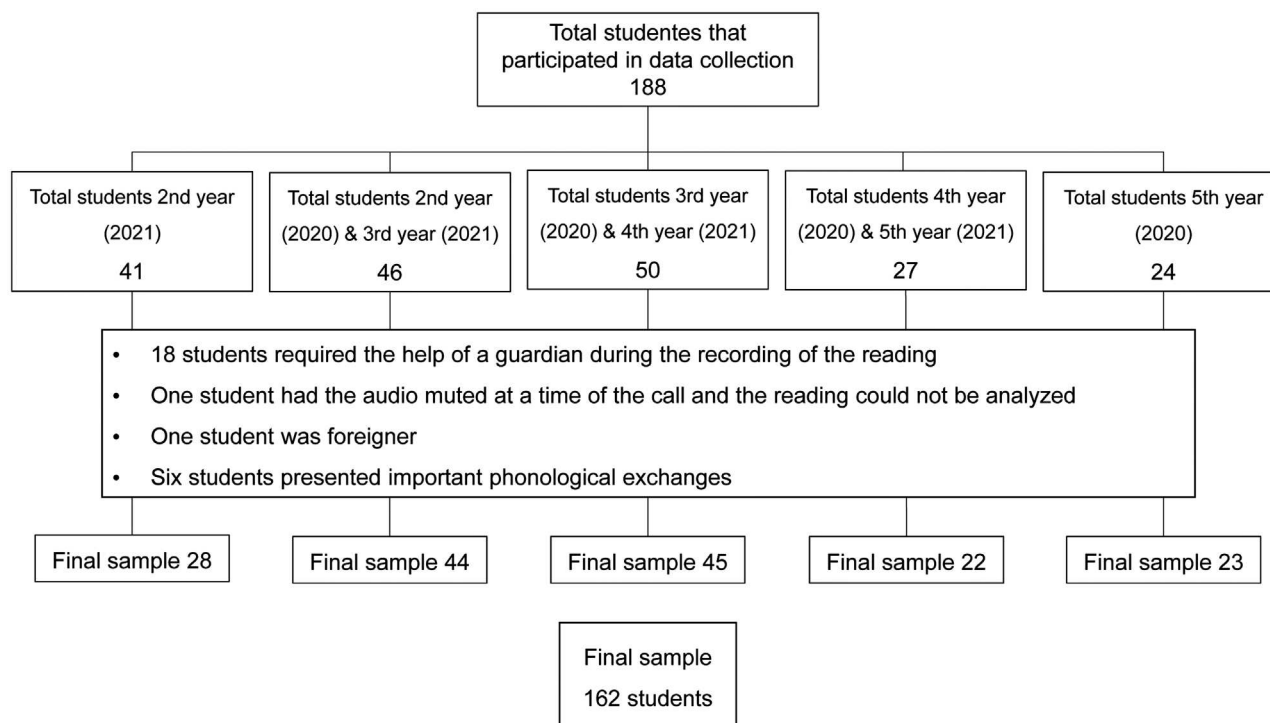 Total studentes that
participated in data collection
188
Total students 2nd year
(2021)
41
Total students 2nd year
(2020) & 3rd year (2021)
46
Total students 3rd year
(2020) & 4th year (2021)
50
Total students 4th year
(2020) & 5th year (2021)
27
Total students 5th year
(2020)
24
• 18 students required the help of a guardian during the recording of the reading
• One student had the audio muted at a time of the call and the reading could not be analyzed
• One student was foreigner
• Six students presented important phonological exchanges
Final sample 28
Final sample 44
Final sample 45
Final sample 22
Final sample 23
Final sample
162 students